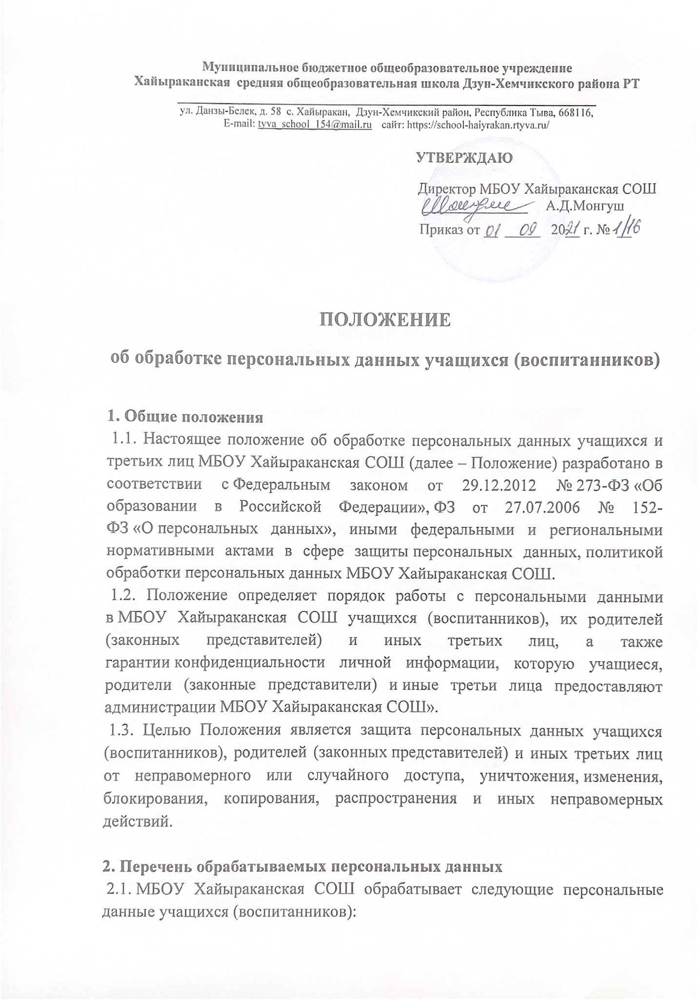 Муниципальное бюджетное общеобразовательное учреждение
Хайыраканская средняя общеобразовательная школа Дзун-Хемчикского района РТ
ул. Данзы-Белек, д. 58 с. Хайыракан, Дзун-Хемчикский район, Республика Тыва, 668116,
E-mail: tyva_school_154@mail.ru сайт: https://school-haiyrakan.rtyva.ru/
УТВЕРЖДАЮ
Директор МБОУ Хайыраканская СОШ
А.Д.Монгуш
Приказ от 01 09 2021 г. № 1/16
ПОЛОЖЕНИЕ
об обработке персональных данных учащихся (воспитанников)
1. Общие положения
1.1. Настоящее положение об обработке персональных данных учащихся и
третьих лиц МБОУ Хайыраканская СОШ (далее – Положение) разработано в
соответствии с Федеральным законом от 29.12.2012 № 273-ФЗ «Об
образовании в Российской Федерации», ФЗ от 27.07.2006 № 152-
ФЗ «О персональных данных», иными федеральными и региональными
нормативными актами в сфере защиты персональных данных, политикой
обработки персональных данных МБОУ Хайыраканская СОШ.
1.2. Положение определяет порядок работы с персональными данными
в МБОУ Хайыраканская СОШ учащихся (воспитанников), их родителей
(законных представителей) и иных третьих лиц, а также
гарантии конфиденциальности личной информации, которую учащиеся,
родители (законные представители) и иные третьи лица предоставляют
администрации МБОУ Хайыраканская СОШ».
1.3. Целью Положения является защита персональных данных учащихся
(воспитанников), родителей (законных представителей) и иных третьих лиц
от неправомерного или случайного доступа, уничтожения, изменения,
блокирования, копирования, распространения и иных неправомерных
действий.
2. Перечень обрабатываемых персональных данных
2.1. МБОУ Хайыраканская СОШ обрабатывает следующие персональные
данные учащихся (воспитанников):